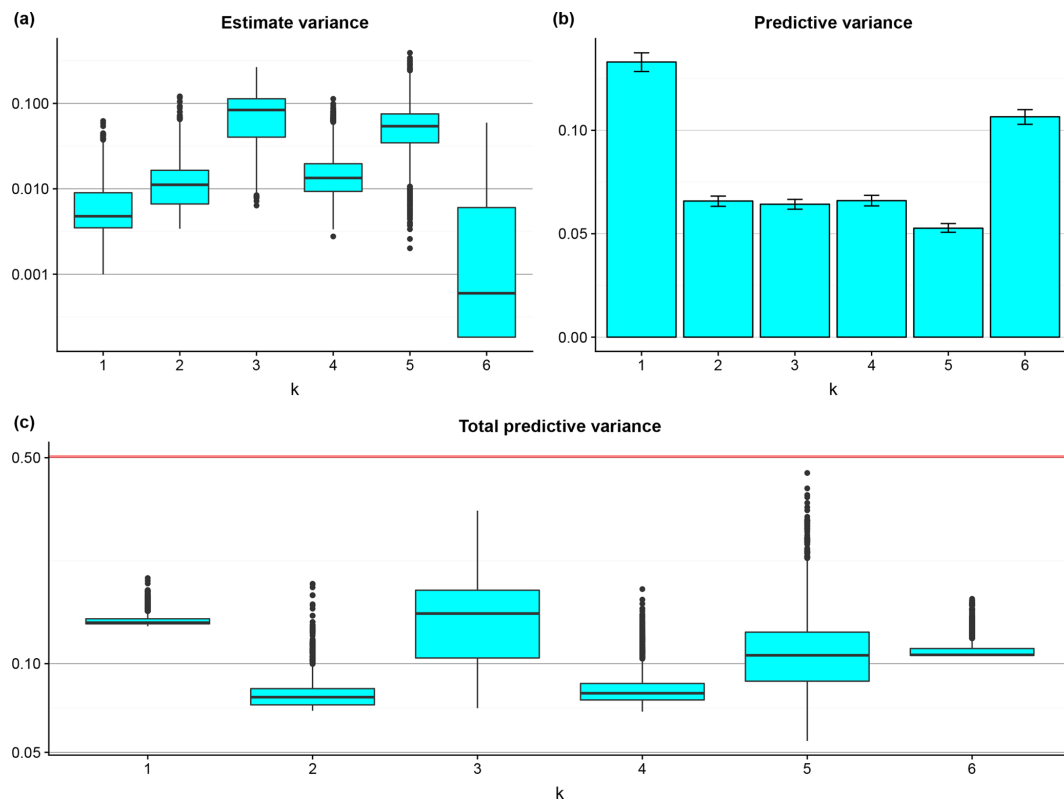 (a)
Estimate variance
0.100
0.010
0.001
1 2 3 4 5 6
k
(b)
Predictive variance
0.10
0.05
0.00
1 2 3 4 5 6
k
(c)
Total predictive variance
0.50
0.10
0.05
1 2 3 4 5 6
k